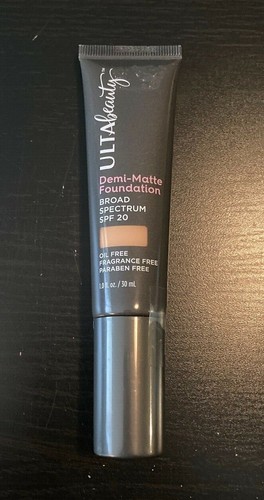 ULTAbeauty™
Demi-Matte
Foundation
BROAD
SPECTRUM
SPF 20
OIL FREE
FRAGRANCE FREE
PARABEN FREE
1.0 fl. oz. / 30 mL